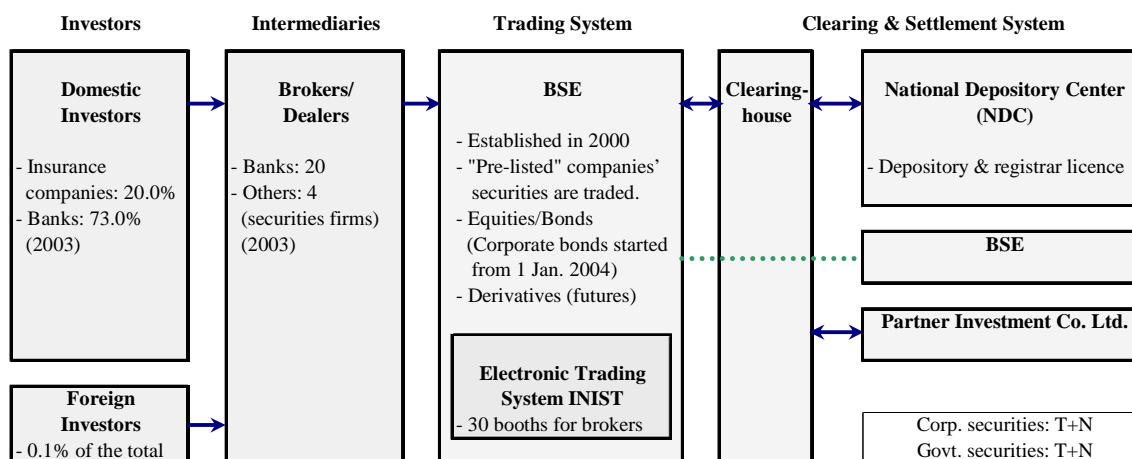 Investors
Intermediaries
Trading System
Clearing & Settlement System
Domestic
Investors
- Insurance
companies: 20.0%
- Banks: 73.0%
(2003)
Foreign
Investors
- 0.1% of the total
Brokers/
Dealers
- Banks: 20
- Others: 4
(securities firms)
(2003)
BSE
- Established in 2000
- "Pre-listed" companies’
securities are traded.
- Equities/Bonds
(Corporate bonds started
from 1 Jan. 2004)
- Derivatives (futures)
Electronic Trading
System INIST
- 30 booths for brokers
Clearing-
house
National Depository Center
(NDC)
- Depository & registrar licence
BSE
Partner Investment Co. Ltd.
Corp. securities: T+N
Govt. securities: T+N